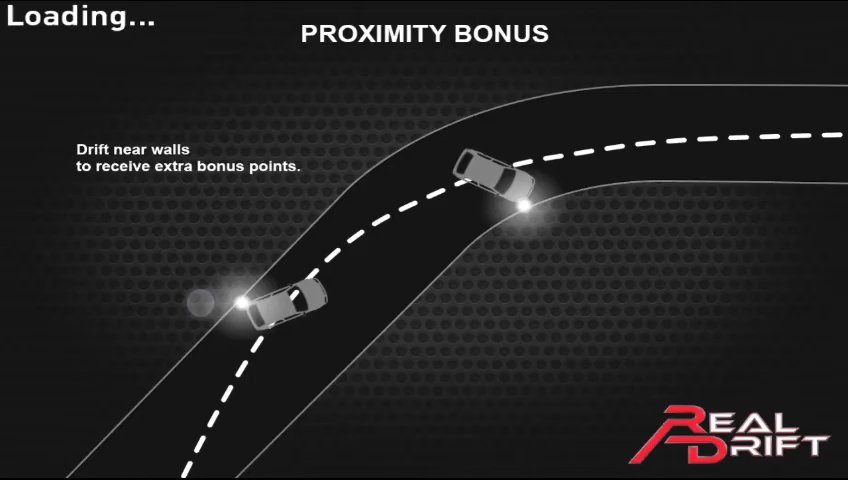 Loading...
PROXIMITY BONUS
Drift near walls
to receive extra bonus points.
REAL
DRIFT